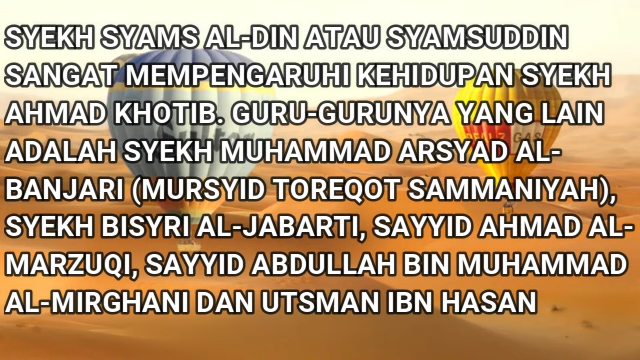 SYEKH SYAMS AL-DIN ATAU SYAMSUDDIN
SANGAT MEMPENGARUHI KEHIDUPAN SYEKH
AHMAD KHOTIB. GURU-GURUNYA YANG LAIN
ADALAH SYEKH MUHAMMAD ARSYAD AL-
BANJARI (MURSYID TOREQOT SAMMANIYAH),
SYEKH BISYRI AL-JABARTI, SAYYID AHMAD AL-
MARZUQI, SAYYID ABDULLAH BIN MUHAMMAD
AL-MIRGHANI DAN UTSMAN IBN HASAN